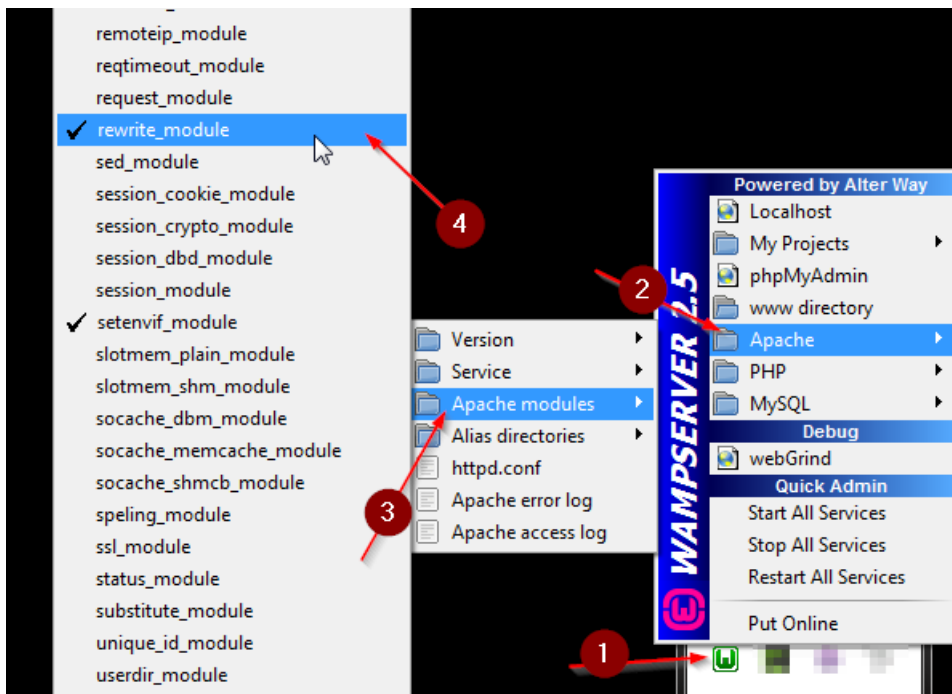 remoteip_module
reqtimeout_module
request_module
rewrite_module
sed_module
session_cookie_module
session_crypto_module
session_dbd_module
session_module
setenvif_module
slotmem_plain_module
slotmem_shm_module
socache_dbm_module
socache_memcache_module
socache_shmcb_module
speling_module
ssl_module
status_module
substitute_module
unique_id_module
userdir_module
4
Version
Service
Apache modules
Alias directories
httpd.conf
Apache error log
Apache access log
3
2
WAMPSERVER 2.5
Powered by Alter Way
Localhost
My Projects
phpMyAdmin
www directory
Apache
PHP
MySQL
Debug
webGrind
Quick Admin
Start All Services
Stop All Services
Restart All Services
Put Online
1